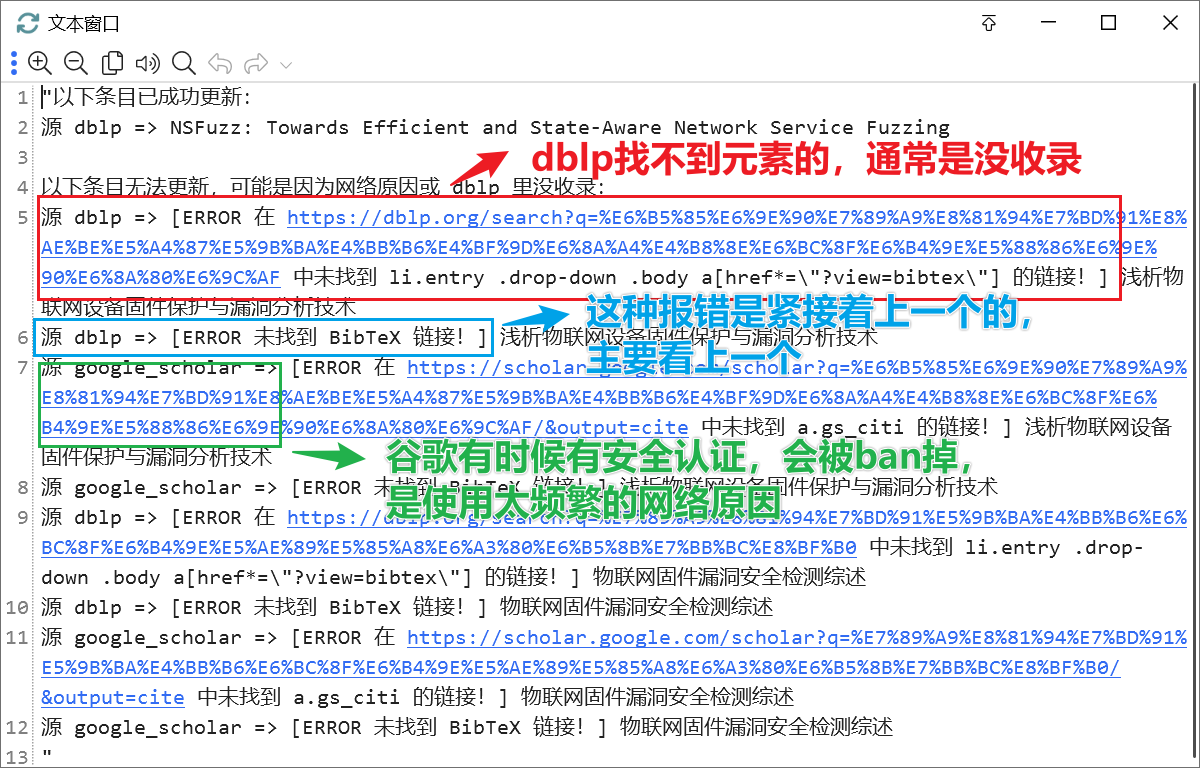 文本窗口
1 "以下条目已成功更新:
2 源 dblp => NSFuzz: Towards Efficient and State-Aware Network Service Fuzzing
3
dblp找不到元素的，通常是没收录
4 以下条目无法更新，可能是因为网络原因或 dblp 里没收录:
5 源 dblp => [ERROR 在 https://dblp.org/search?q=%E6%B5%85%E6%9E%90%E7%89%A9%E8%81%94%E7%BD%91%E8%
AE%BE%E5%A4%87%E5%9B%BA%E4%BB%B6%E4%BF%9D%E6%8A%A4%E4%B8%8E%E6%BC%8F%E6%B4%9E%E5%88%86%E6%9E%
90%E6%8A%80%E6%9C%AF 中未找到 li.entry .drop-down .body a[href*=\"?view=bibtex\"] 的链接！] 浅析物
联网设备固件保护与漏洞分析技术
这种报错是紧接着上一个的，
主要看上一个
6 源 dblp => [ERROR 未找到 BibTeX 链接！] 浅析物联网设备固件保护与漏洞分析技术
7 源 google_scholar => [ERROR 在 https://scholar.google.com/scholar?q=%E6%B5%85%E6%9E%90%E7%89%A9%
E8%81%94%E7%BD%91%E8%AE%BE%E5%A4%87%E5%9B%BA%E4%BB%B6%E4%BF%9D%E6%8A%A4%E4%B8%8E%E6%BC%8F%E6%
B4%9E%E5%88%86%E6%9E%90%E6%8A%80%E6%9C%AF/&output=cite 中未找到 a.gs_citi 的链接！] 浅析物联网设备
固件保护与漏洞分析技术
谷歌有时候有安全认证，会被ban掉，
是使用太频繁的网络原因
8 源 google_scholar => [ERROR 未找到 BibTeX 链接！] 浅析物联网设备固件保护与漏洞分析技术
9 源 dblp => [ERROR 在 https://dblp.org/search?q=%E7%89%A9%E8%81%94%E7%BD%91%E5%9B%BA%E4%BB%B6%E6%
BC%8F%E6%B4%9E%E5%AE%89%E5%85%A8%E6%A3%80%E6%B5%8B%E7%BB%BC%E8%BF%B0 中未找到 li.entry .drop-
down .body a[href*=\"?view=bibtex\"] 的链接！] 物联网固件漏洞安全检测综述
10 源 dblp => [ERROR 未找到 BibTeX 链接！] 物联网固件漏洞安全检测综述
11 源 google_scholar => [ERROR 在 https://scholar.google.com/scholar?q=%E7%89%A9%E8%81%94%E7%BD%91%
E5%9B%BA%E4%BB%B6%E6%BC%8F%E6%B4%9E%E5%AE%89%E5%85%A8%E6%A3%80%E6%B5%8B%E7%BB%BC%E8%BF%B0/
&output=cite 中未找到 a.gs_citi 的链接！] 物联网固件漏洞安全检测综述
12 源 google_scholar => [ERROR 未找到 BibTeX 链接！] 物联网固件漏洞安全检测综述
13 "